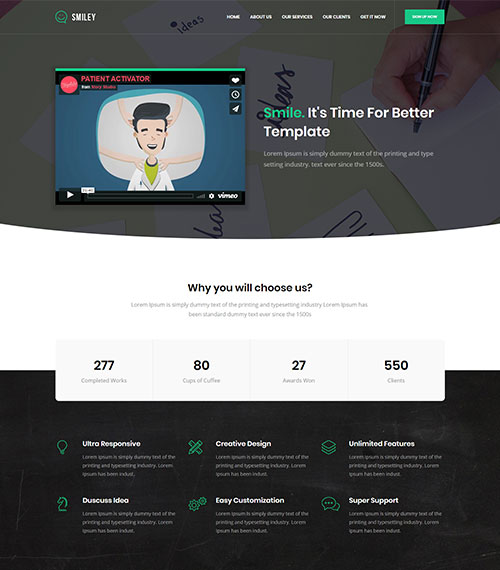 SMILEY
HOME ABOUT US OUR SERVICES OUR CLIENTS GET IT NOW SIGN UP NOW
ideas
ideas
PATIENT ACTIVATOR
from
vimeo
Smile. It's Time For Better
Template
Lorem Ipsum is simply dummy text of the printing and type
setting industry. text ever since the 1500s.
Why you will choose us?
Lorem Ipsum is simply dummy text of the printing and typesetting industry Lorem Ipsum has
been standard dummy text ever since the 1500s
277 80 27 550
Completed Works Cups of Cuffee Awards Won Clients
Ultra Responsive Creative Design Unlimited Features
Lorem Ipsum is simply dummy text of the Lorem Ipsum is simply dummy text of the Lorem Ipsum is simply dummy text of the
printing and typesetting industry. Lorem printing and typesetting industry. Lorem printing and typesetting industry. Lorem
Ipsum has indust. Ipsum has indust. Ipsum has indust.
Duscuss Idea Easy Customization Super Support
Lorem Ipsum is simply dummy text of the Lorem Ipsum is simply dummy text of the Lorem Ipsum is simply dummy text of the
printing and typesetting industry. Lorem printing and typesetting industry. Lorem printing and typesetting industry. Lorem
Ipsum has indust. Ipsum has indust. Ipsum has indust.